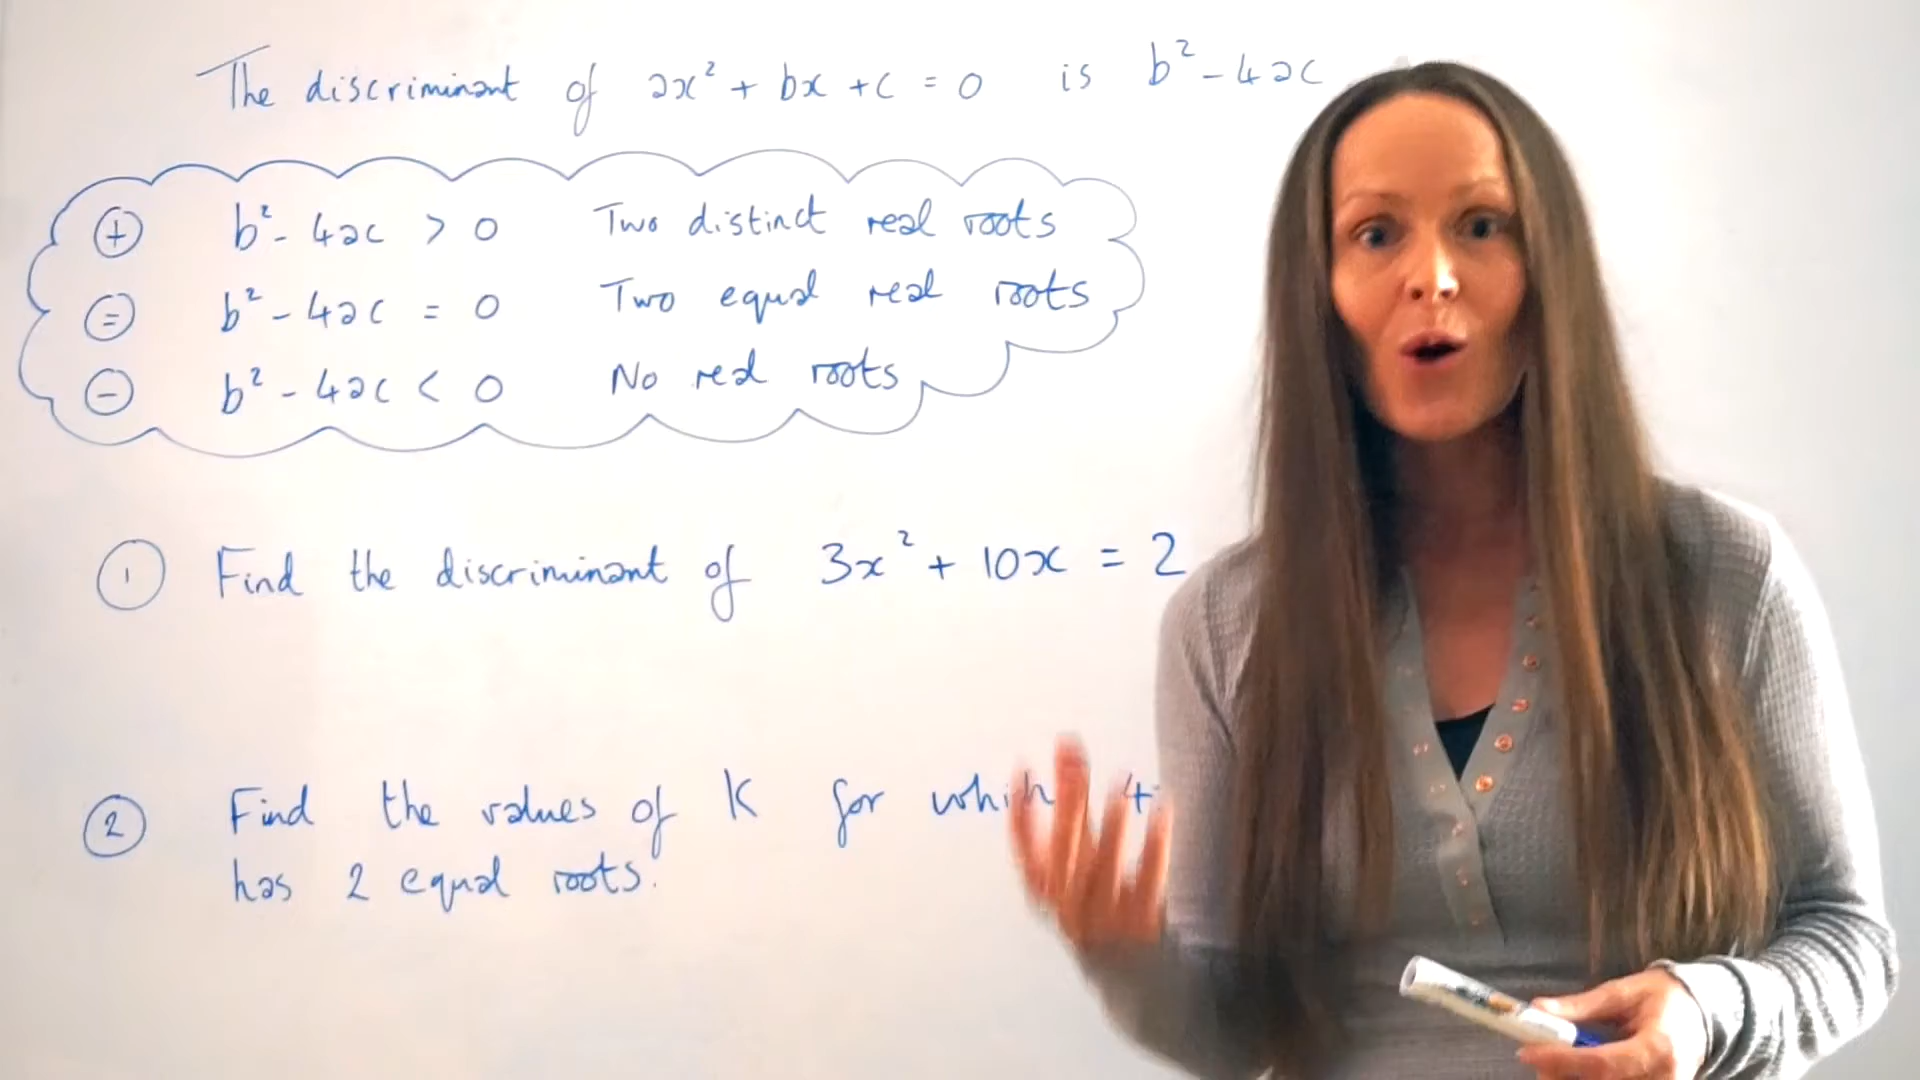 The discriminant of ax² + bx + c = 0 is b² - 4ac
+ b² - 4ac > 0 Two distinct real roots
= b² - 4ac = 0 Two equal real roots
- b² - 4ac < 0 No real roots
1 Find the discriminant of 3x² + 10x = 2
2 Find the values of K for which 4
has 2 equal roots.